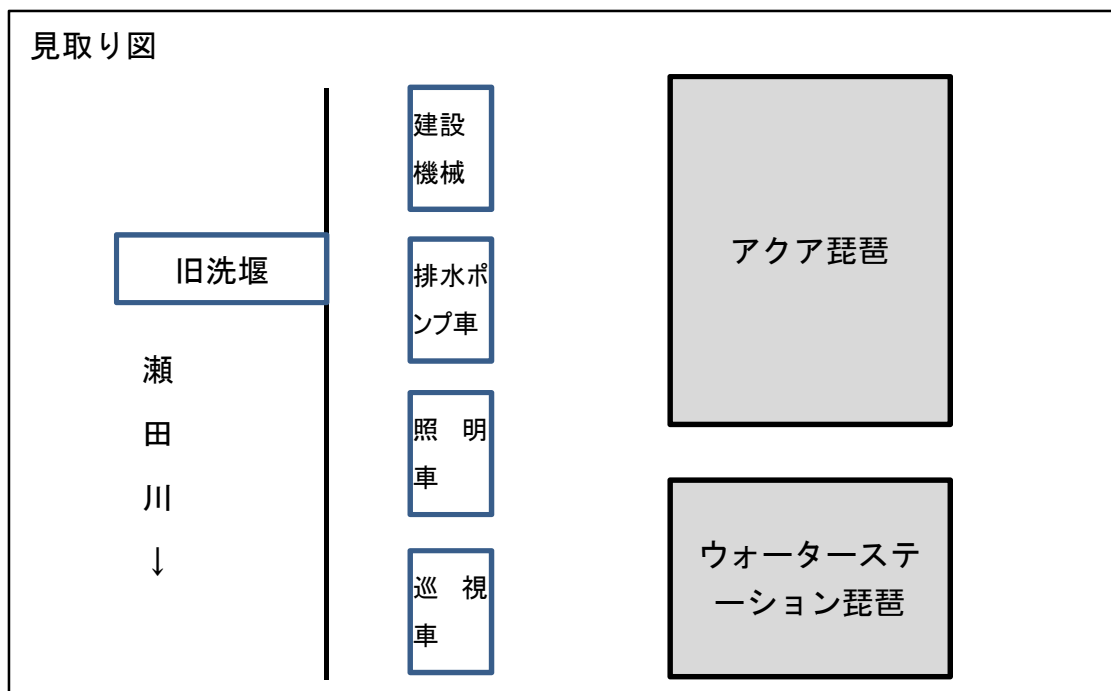 見取り図
建設
機械
アクア琵琶
旧洗堰
排水ポ
ンプ車
瀬
田
川
↓
照　明
車
ウォーターステ
ーション琵琶
巡　視
車